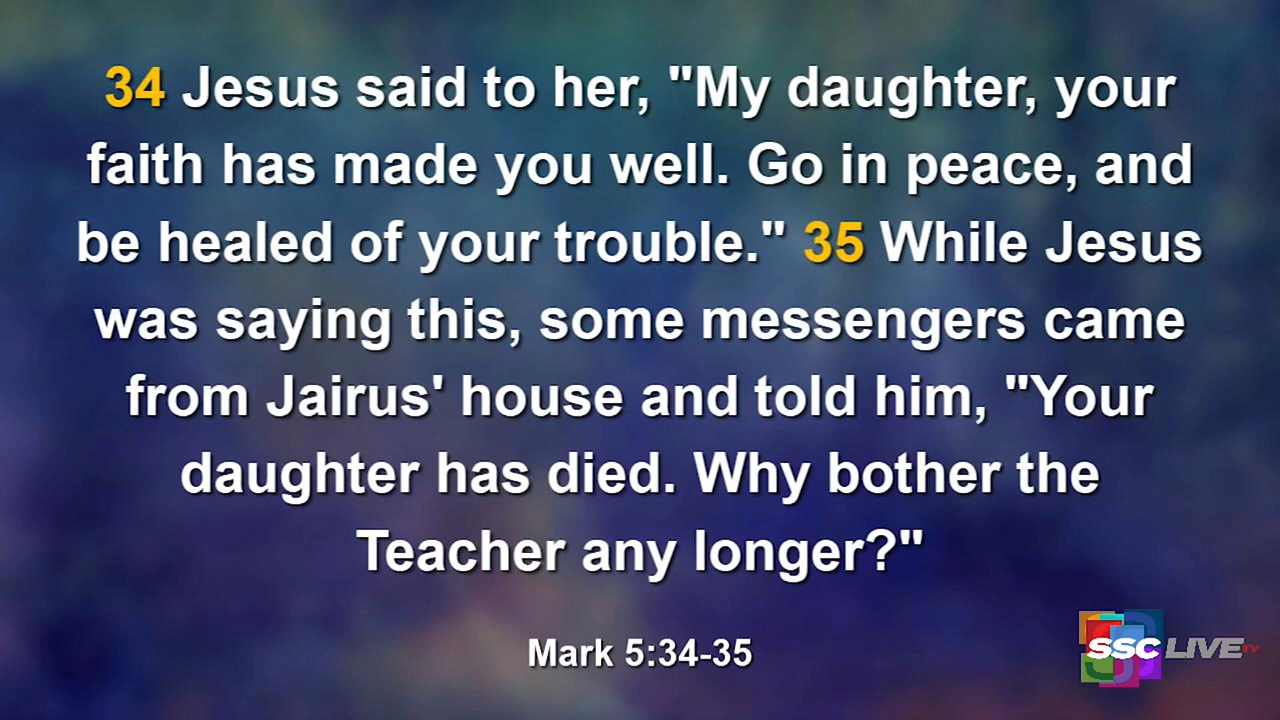 34 Jesus said to her, "My daughter, your
faith has made you well. Go in peace, and
be healed of your trouble." 35 While Jesus
was saying this, some messengers came
from Jairus' house and told him, "Your
daughter has died. Why bother the
Teacher any longer?"
Mark 5:34-35
SSC LIVE TV